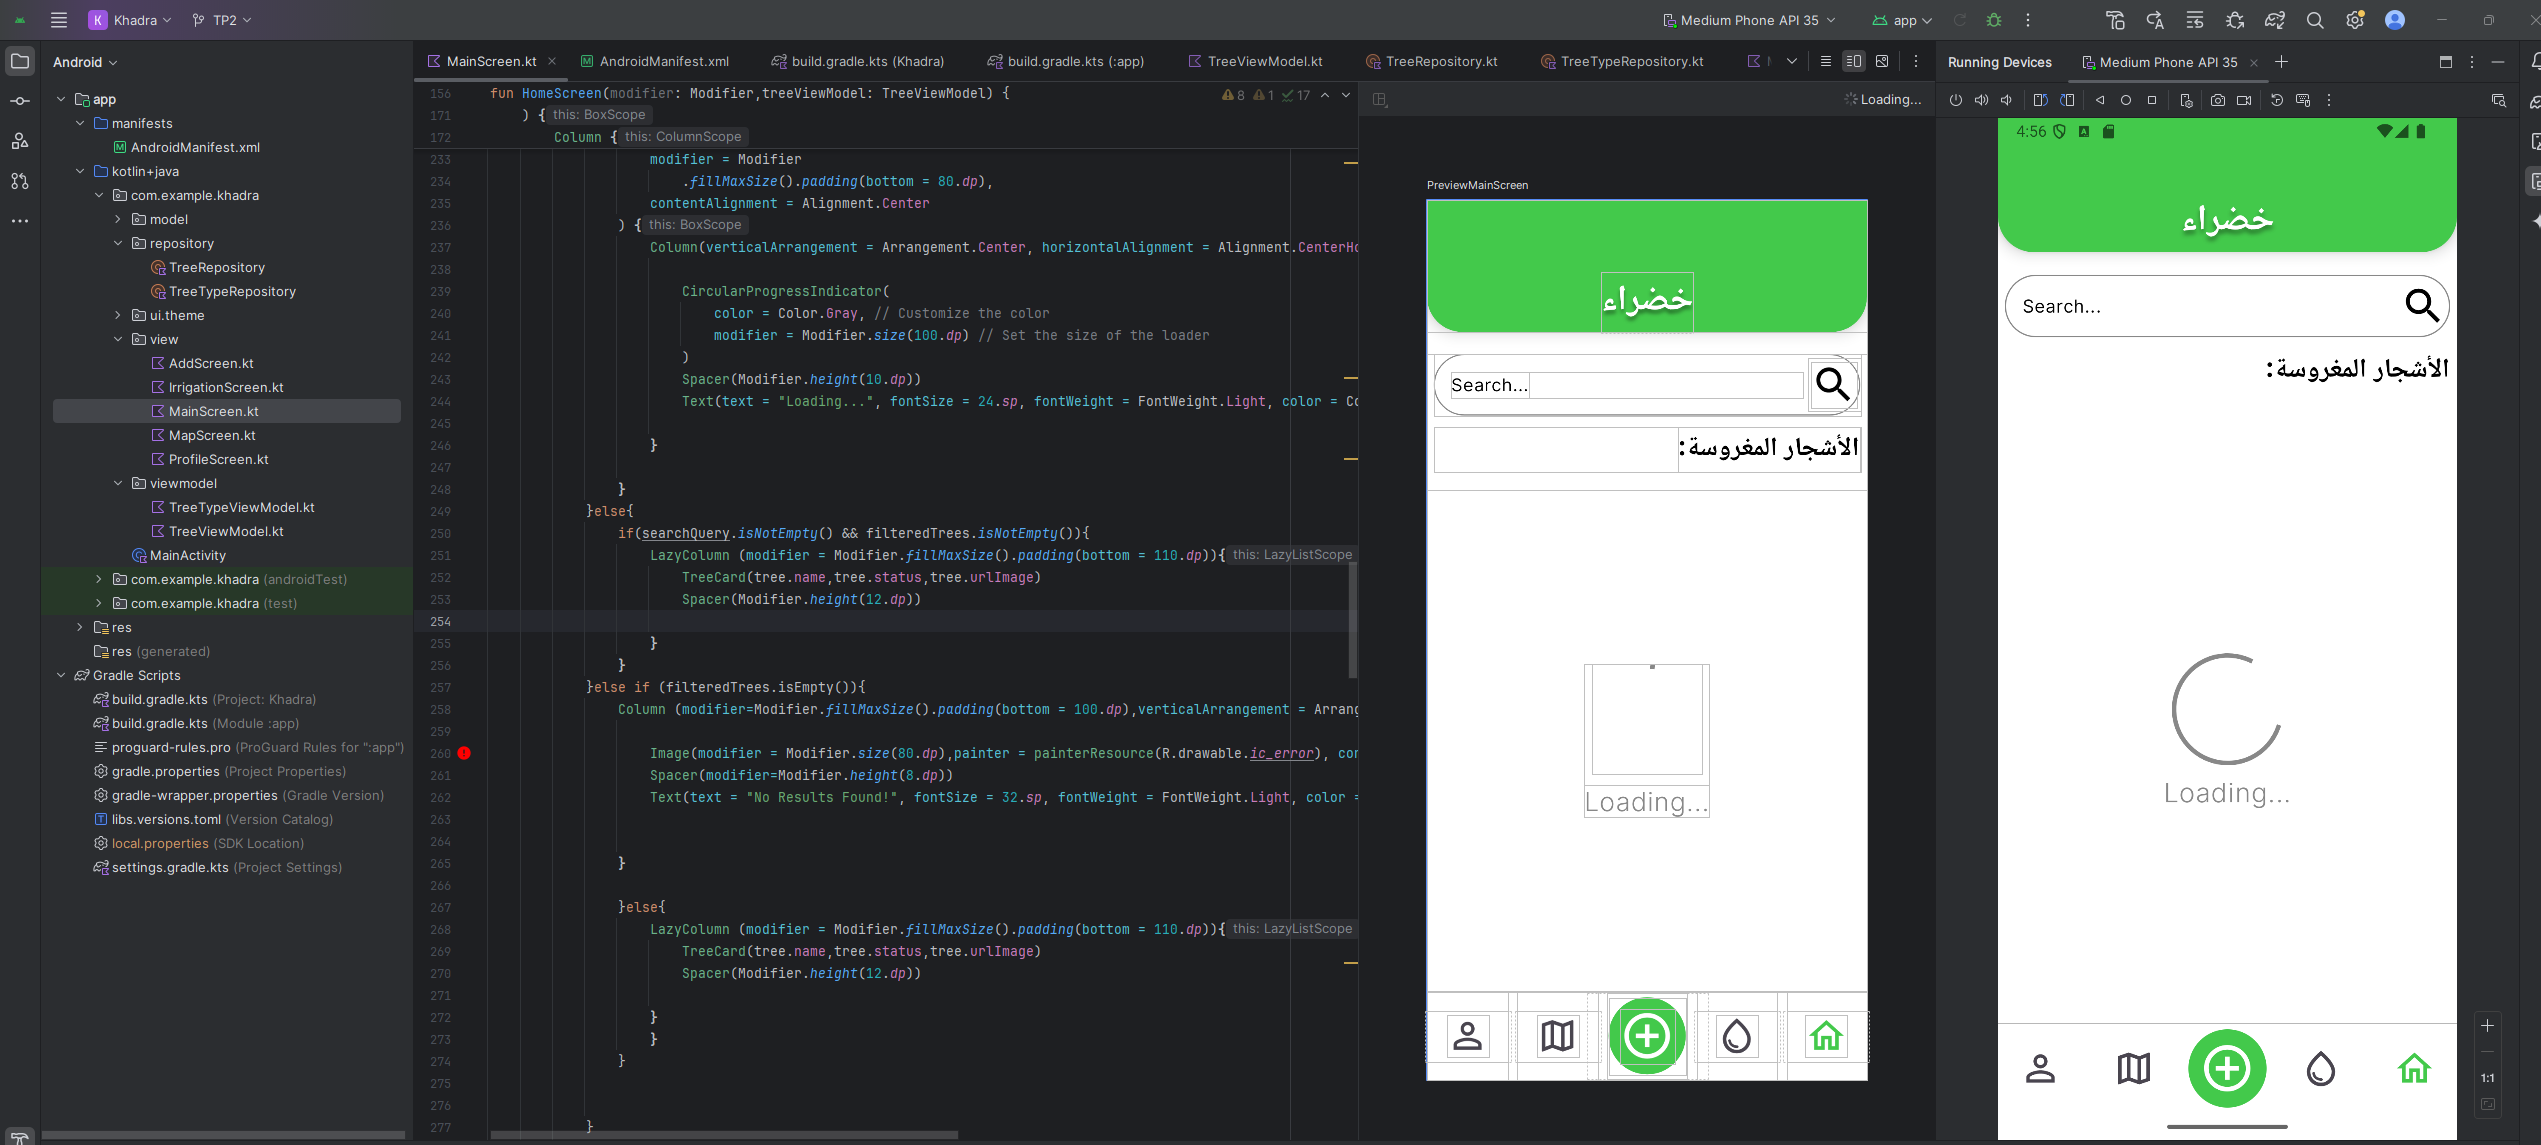 K Khadra TP2 Medium Phone API 35 app
Android
app
manifests
AndroidManifest.xml
kotlin+java
com.example.khadra
model
repository
TreeRepository
TreeTypeRepository
ui.theme
view
AddScreen.kt
IrrigationScreen.kt
MainScreen.kt
MapScreen.kt
ProfileScreen.kt
viewmodel
TreeTypeViewModel.kt
TreeViewModel.kt
MainActivity
com.example.khadra (androidTest)
com.example.khadra (test)
res
res (generated)
Gradle Scripts
build.gradle.kts (Project: Khadra)
build.gradle.kts (Module :app)
proguard-rules.pro (ProGuard Rules for ":app")
gradle.properties (Project Properties)
gradle-wrapper.properties (Gradle Version)
libs.versions.toml (Version Catalog)
local.properties (SDK Location)
settings.gradle.kts (Project Settings)
MainScreen.kt AndroidManifest.xml build.gradle.kts (Khadra) build.gradle.kts (:app) TreeViewModel.kt TreeRepository.kt TreeTypeRepository.kt
8 1 17
156 fun HomeScreen(modifier: Modifier,treeViewModel: TreeViewModel) {
171 ) { this: BoxScope
172 Column { this: ColumnScope
233 modifier = Modifier
234 .fillMaxSize().padding(bottom = 80.dp),
235 contentAlignment = Alignment.Center
236 ) { this: BoxScope
237 Column(verticalArrangement = Arrangement.Center, horizontalAlignment = Alignment.CenterHo
238
239 CircularProgressIndicator(
240 color = Color.Gray, // Customize the color
241 modifier = Modifier.size(100.dp) // Set the size of the loader
242 )
243 Spacer(Modifier.height(10.dp))
244 Text(text = "Loading...", fontSize = 24.sp, fontWeight = FontWeight.Light, color = Co
245
246 }
247
248 }
249 }else{
250 if(searchQuery.isNotEmpty() && filteredTrees.isNotEmpty()){
251 LazyColumn (modifier = Modifier.fillMaxSize().padding(bottom = 110.dp)){ this: LazyListScope
252 TreeCard(tree.name,tree.status,tree.urlImage)
253 Spacer(Modifier.height(12.dp))
254
255 }
256 }
257 }else if (filteredTrees.isEmpty()){
258 Column (modifier=Modifier.fillMaxSize().padding(bottom = 100.dp),verticalArrangement = Arran
259
260 Image(modifier = Modifier.size(80.dp),painter = painterResource(R.drawable.ic_error), con
261 Spacer(modifier=Modifier.height(8.dp))
262 Text(text = "No Results Found!", fontSize = 32.sp, fontWeight = FontWeight.Light, color =
263
264
265 }
266
267 }else{
268 LazyColumn (modifier = Modifier.fillMaxSize().padding(bottom = 110.dp)){ this: LazyListScope
269 TreeCard(tree.name,tree.status,tree.urlImage)
270 Spacer(Modifier.height(12.dp))
271
272 }
273 }
274 }
275
276
277 }
Loading...
PreviewMainScreen
خضراء
Search...
الأشجار المغروسة:
Loading...
Running Devices Medium Phone API 35
4:56
خضراء
Search...
الأشجار المغروسة:
Loading...
1:1